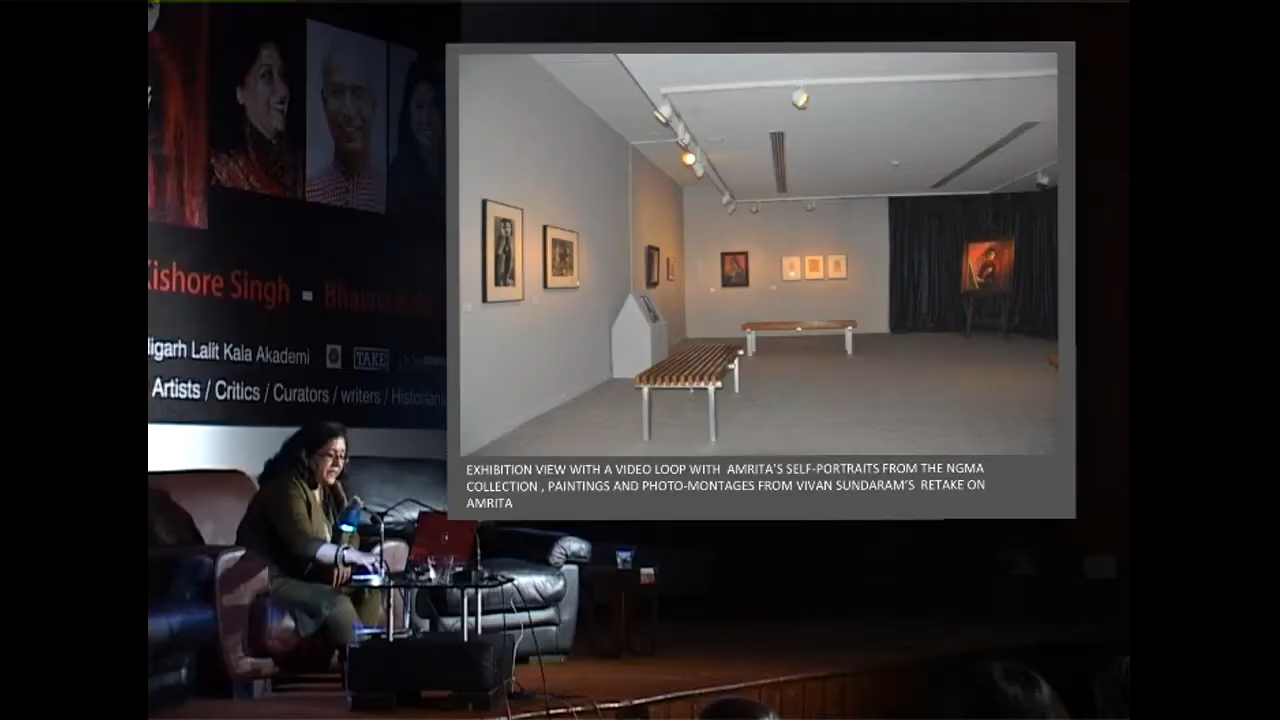 Kishore Singh -
igarh Lalit Kala Akademi TAKE
Artists / Critics / Curators / writers / Historians
EXHIBITION VIEW WITH A VIDEO LOOP WITH AMRITA'S SELF-PORTRAITS FROM THE NGMA
COLLECTION , PAINTINGS AND PHOTO-MONTAGES FROM VIVAN SUNDARAM'S RETAKE ON
AMRITA